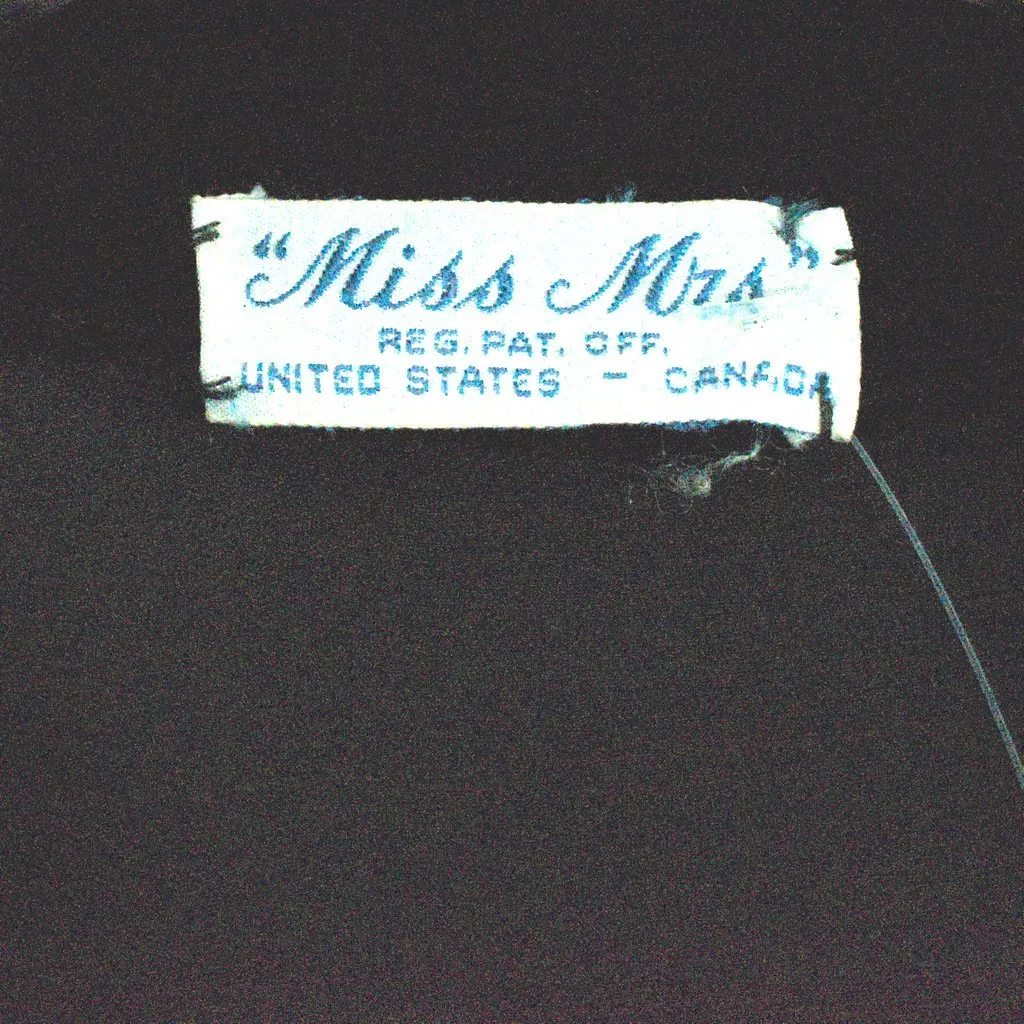 "Miss Mrs"
REG. PAT. OFF.
UNITED STATES - CANADA